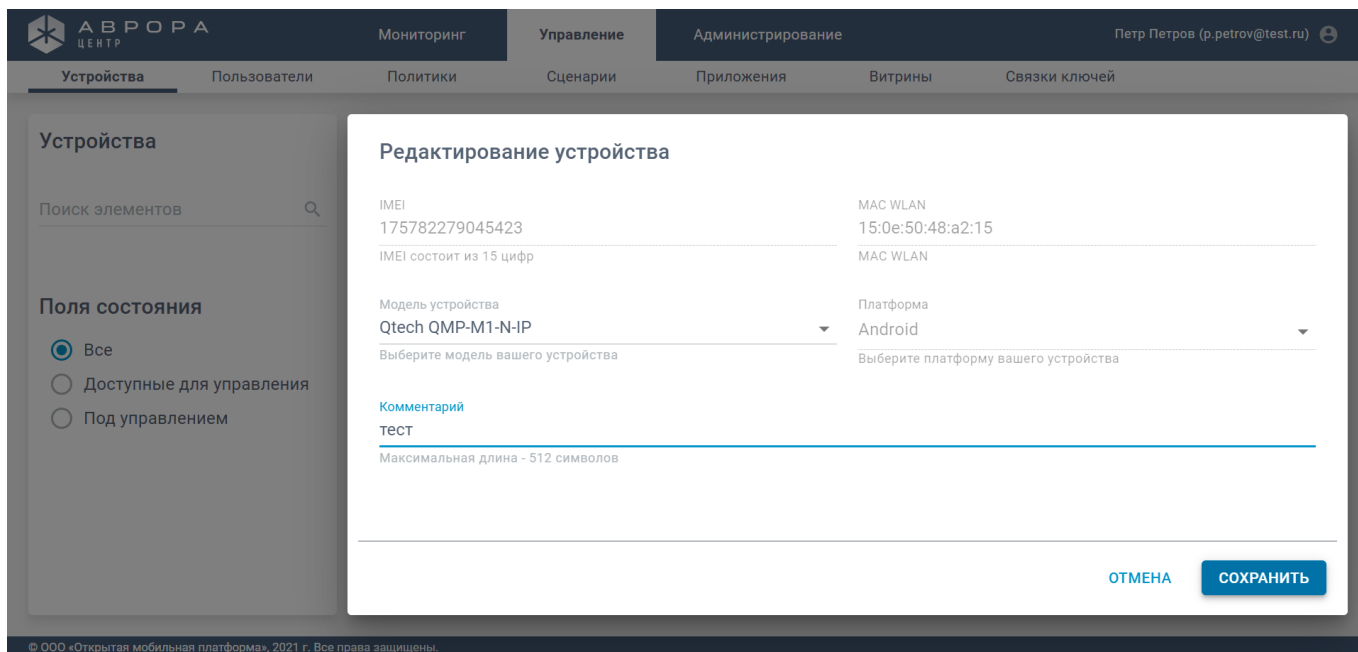 АВРОРА
ЦЕНТР
Мониторинг Управление Администрирование Петр Петров (p.petrov@test.ru)
Устройства Пользователи Политики Сценарии Приложения Витрины Связки ключей
Устройства
Поиск элементов
Поля состояния
Все
Доступные для управления
Под управлением
Редактирование устройства
IMEI MAC WLAN
175782279045423 15:0e:50:48:a2:15
IMEI состоит из 15 цифр MAC WLAN
Модель устройства Платформа
Qtech QMP-M1-N-IP Android
Выберите модель вашего устройства Выберите платформу вашего устройства
Комментарий
тест
Максимальная длина - 512 символов
ОТМЕНА СОХРАНИТЬ
© ООО «Открытая мобильная платформа», 2021 г. Все права защищены.